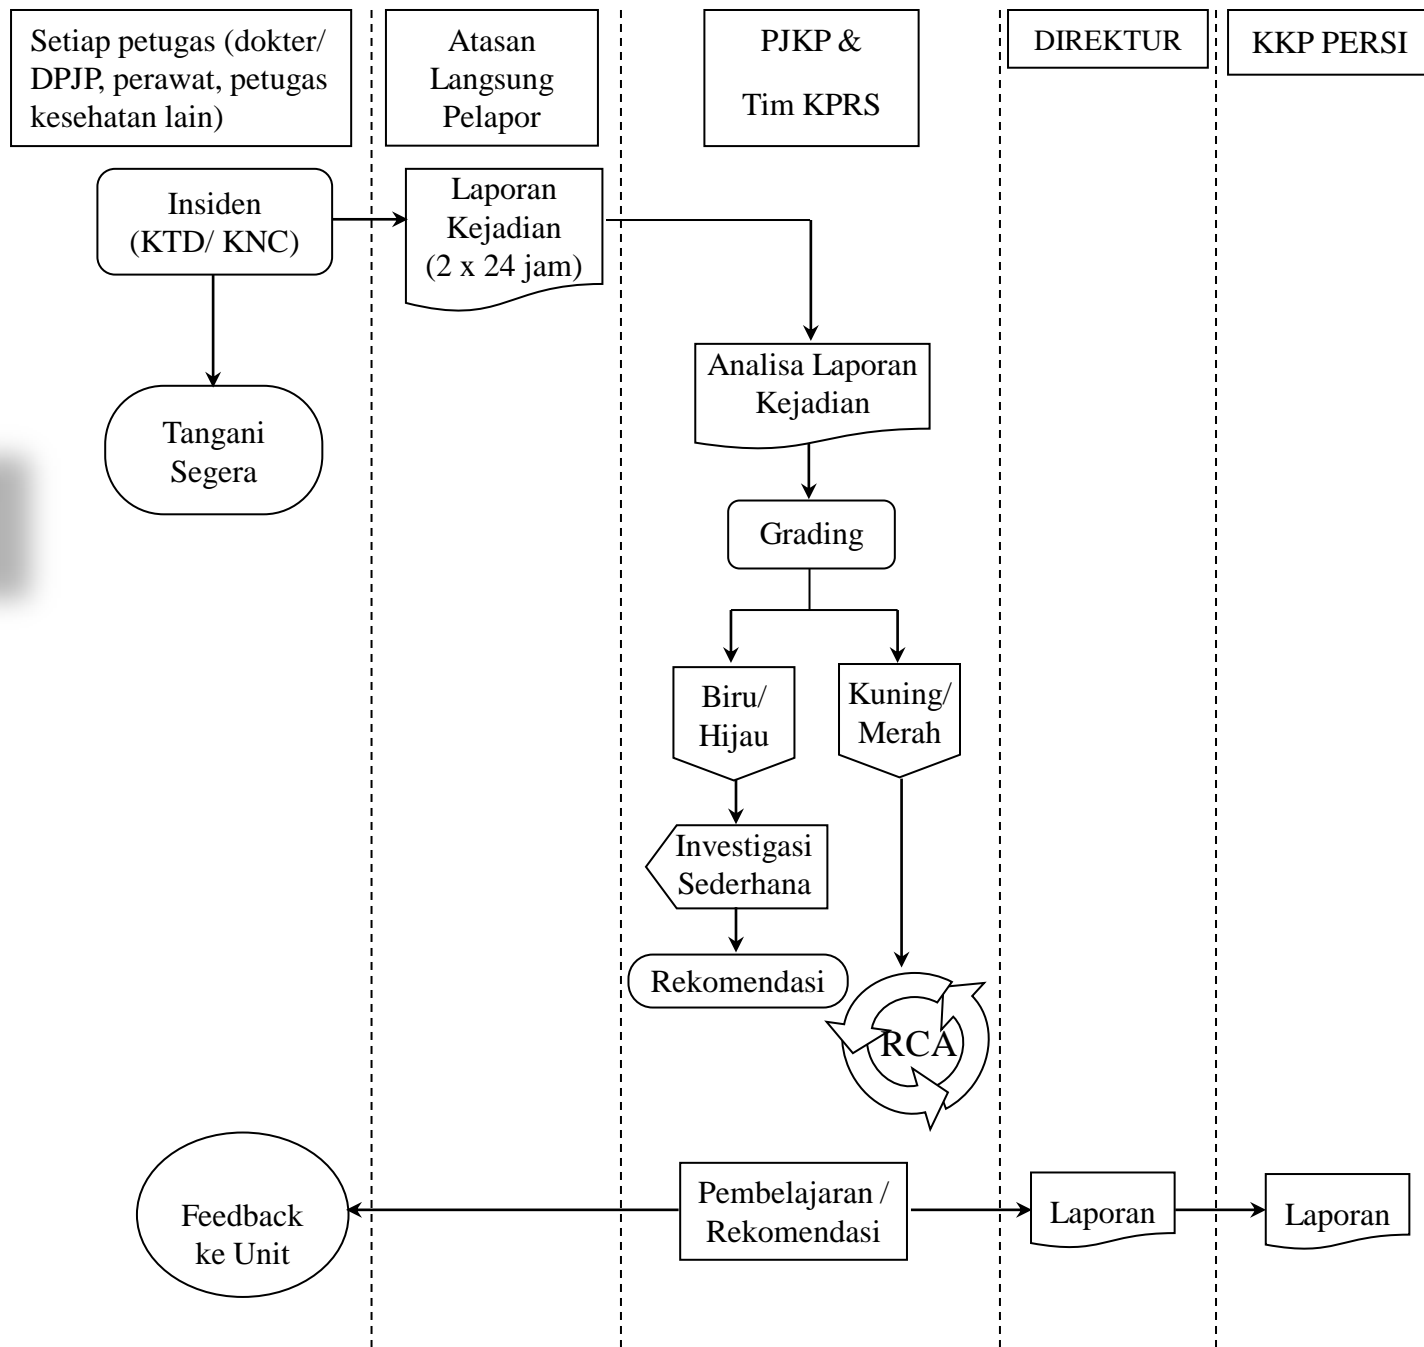 Setiap petugas (dokter/
DPJP, perawat, petugas
kesehatan lain)
Atasan
Langsung
Pelapor
PJKP &
Tim KPRS
DIREKTUR
KKP PERSI
Insiden
(KTD/ KNC)
Laporan
Kejadian
(2 x 24 jam)
Tangani
Segera
Analisa Laporan
Kejadian
Grading
Biru/
Hijau
Kuning/
Merah
Investigasi
Sederhana
Rekomendasi
RCA
Feedback
ke Unit
Pembelajaran /
Rekomendasi
Laporan
Laporan